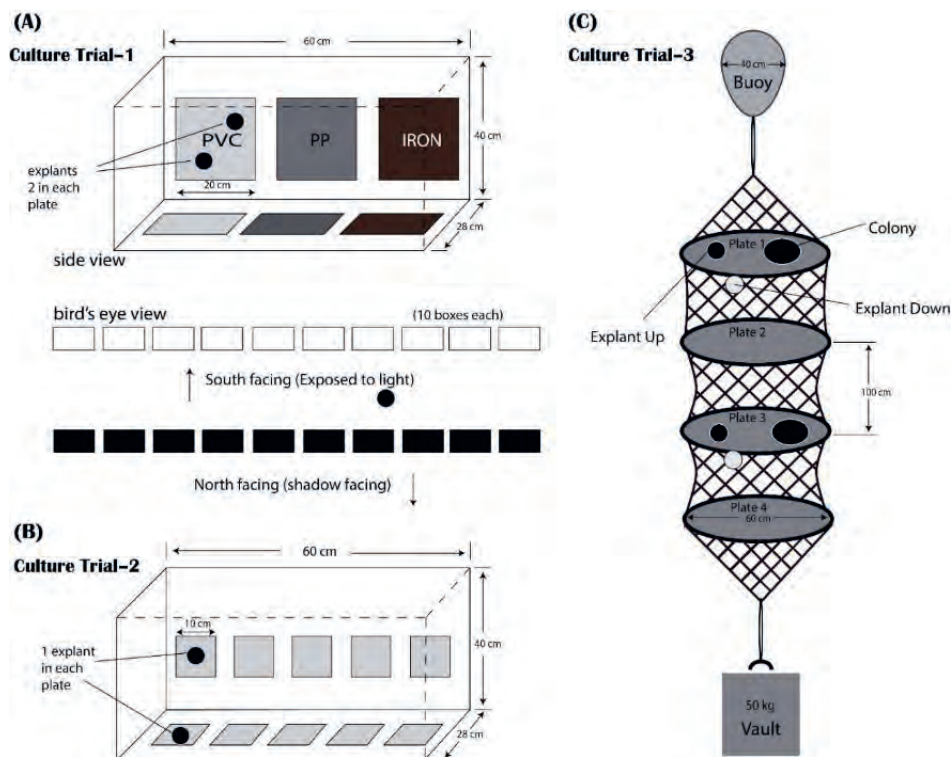 (A)
Culture Trial–1
60 cm
40 cm
28 cm
PVC
PP
IRON
20 cm
explants
2 in each
plate
side view
bird's eye view
(10 boxes each)
South facing (Exposed to light)
North facing (shadow facing)
(B)
Culture Trial–2
60 cm
40 cm
28 cm
10 cm
1 explant
in each
plate
(C)
Culture Trial–3
40 cm
Buoy
Colony
Plate 1
Explant Down
Explant Up
Plate 2
100 cm
Plate 3
Plate 4
60 cm
50 kg
Vault